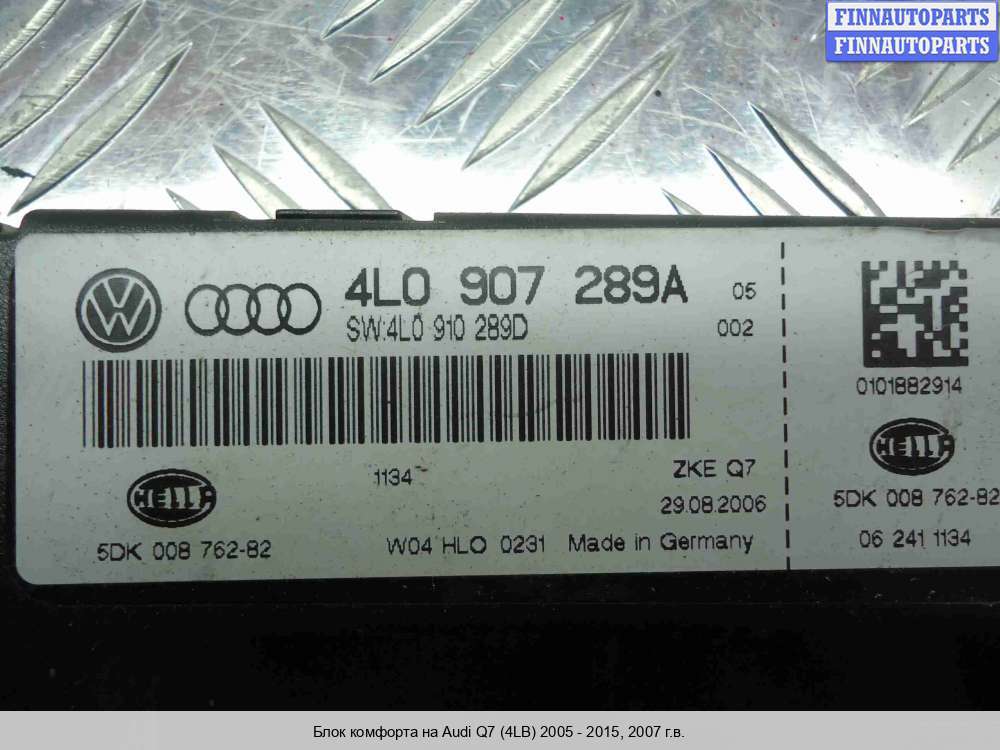 FINNAUTOPARTS
FINNAUTOPARTS
4L0 907 289A 05
SW:4L0 910 289D 002
0101882914
1134
ZKE Q7
HELLA
HELLA
29.08.2006
5DK 008 762-82
5DK 008 762-82
W04 HLO 0231 Made in Germany
06 241 1134
Блок комфорта на Audi Q7 (4LB) 2005 - 2015, 2007 г.в.